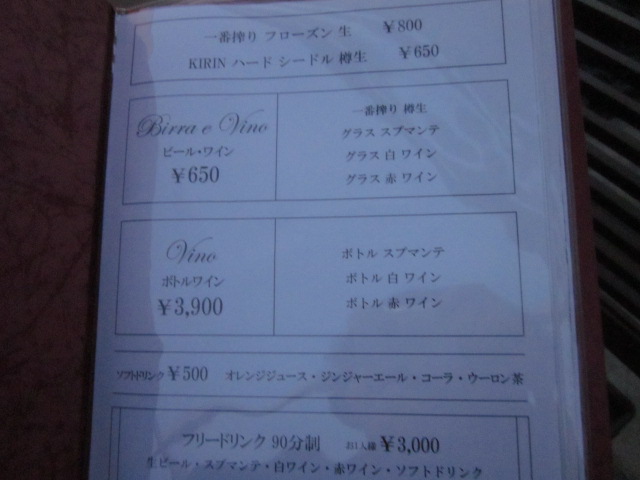 一番搾り フローズン 生 ￥800
KIRIN ハード シードル 樽生 ￥650
Birra e Vino
ビール・ワイン
￥650
一番搾り 樽生
グラス スプマンテ
グラス 白 ワイン
グラス 赤 ワイン
Vino
ボトルワイン
￥3,900
ボトル スプマンテ
ボトル 白 ワイン
ボトル 赤 ワイン
ソフトドリンク ￥500 オレンジジュース・ジンジャーエール・コーラ・ウーロン茶
フリードリンク 90分制 お1人様 ￥3,000
生ビール・スプマンテ・白ワイン・赤ワイン・ソフトドリンク